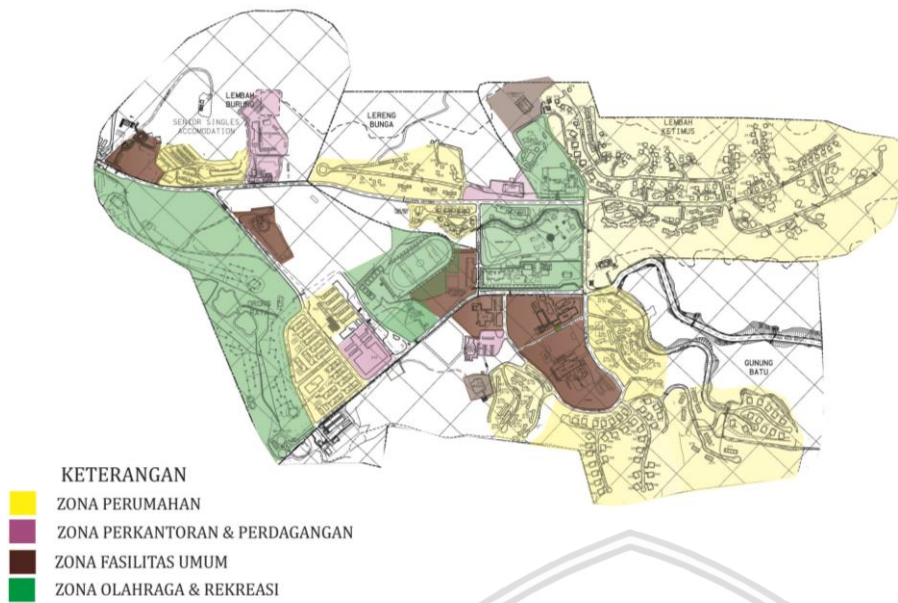 LEMBAH
BURUNG
SENIOR SINGLES
ACCOMODATION
LERENG
BUNGA
LEMBAH
KETIMUS
GUNUNG
BATU
KETERANGAN
ZONA PERUMAHAN
ZONA PERKANTORAN & PERDAGANGAN
ZONA FASILITAS UMUM
ZONA OLAHRAGA & REKREASI